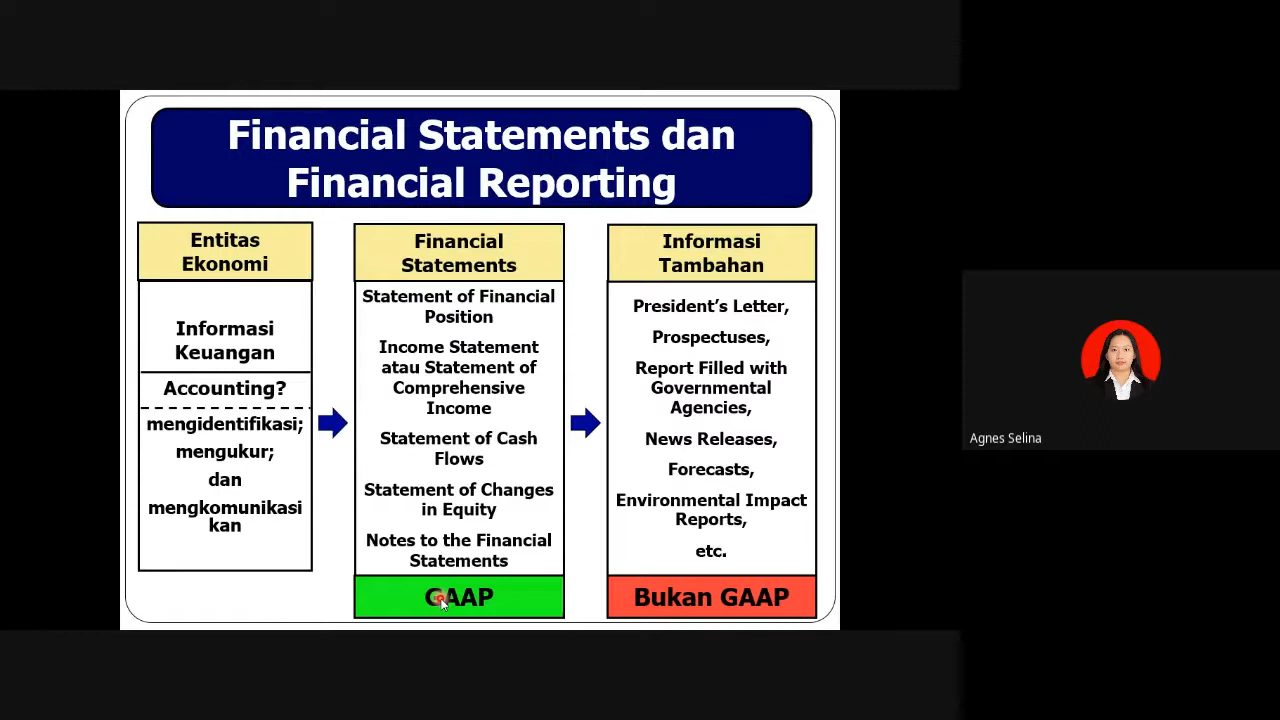 Financial Statements dan
Financial Reporting
Entitas
Ekonomi
Informasi
Keuangan
Accounting?
mengidentifikasi;
mengukur;
dan
mengkomunikasi
kan
Financial
Statements
Statement of Financial
Position
Income Statement
atau Statement of
Comprehensive
Income
Statement of Cash
Flows
Statement of Changes
in Equity
Notes to the Financial
Statements
GAAP
Informasi
Tambahan
President’s Letter,
Prospectuses,
Report Filled with
Governmental
Agencies,
News Releases,
Forecasts,
Environmental Impact
Reports,
etc.
Bukan GAAP
Agnes Selina